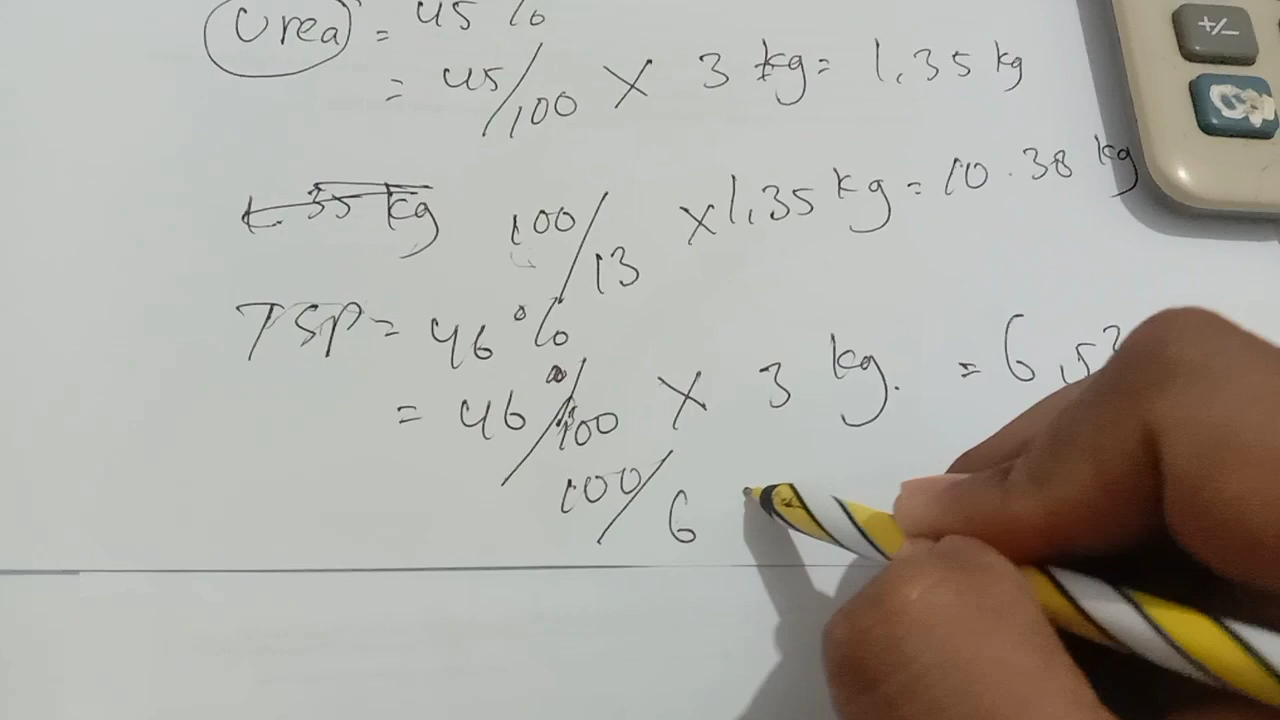 Urea = 45 %
= 45/100 X 3 kg = 1.35 kg
1.35 kg 100/13 x 1.35 kg = 10.38 kg
TSP = 46 %
= 46/100 X 3 kg. = 6.5
100/6
+/-